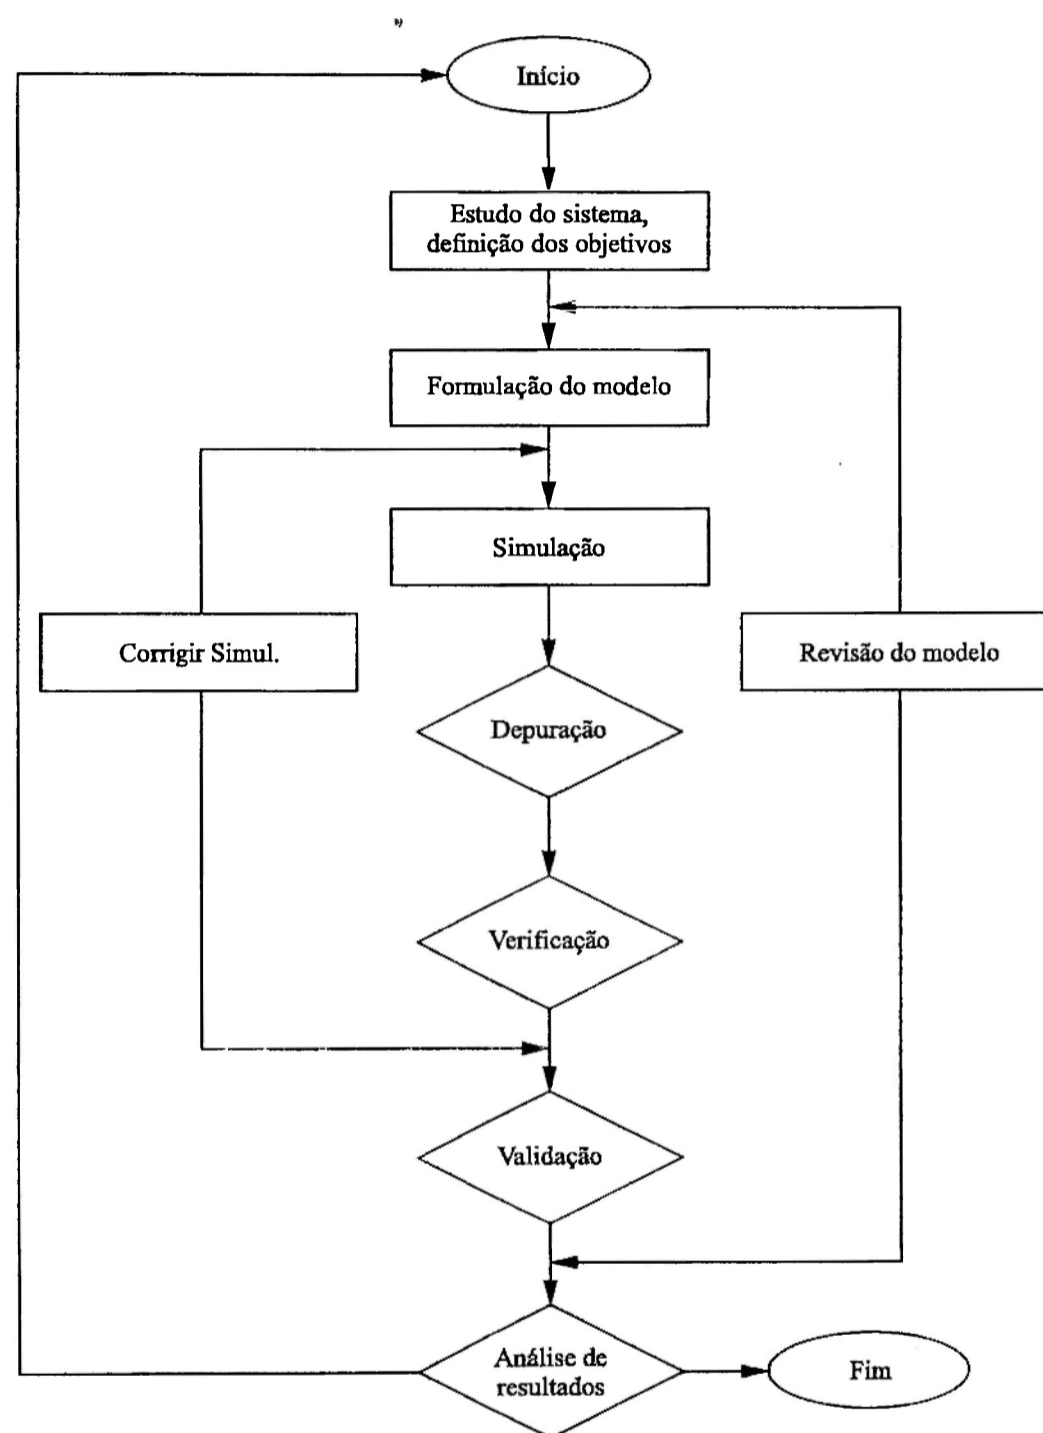 Início
Estudo do sistema,
definição dos objetivos
Formulação do modelo
Simulação
Corrigir Simul.
Revisão do modelo
Depuração
Verificação
Validação
Análise de
resultados
Fim